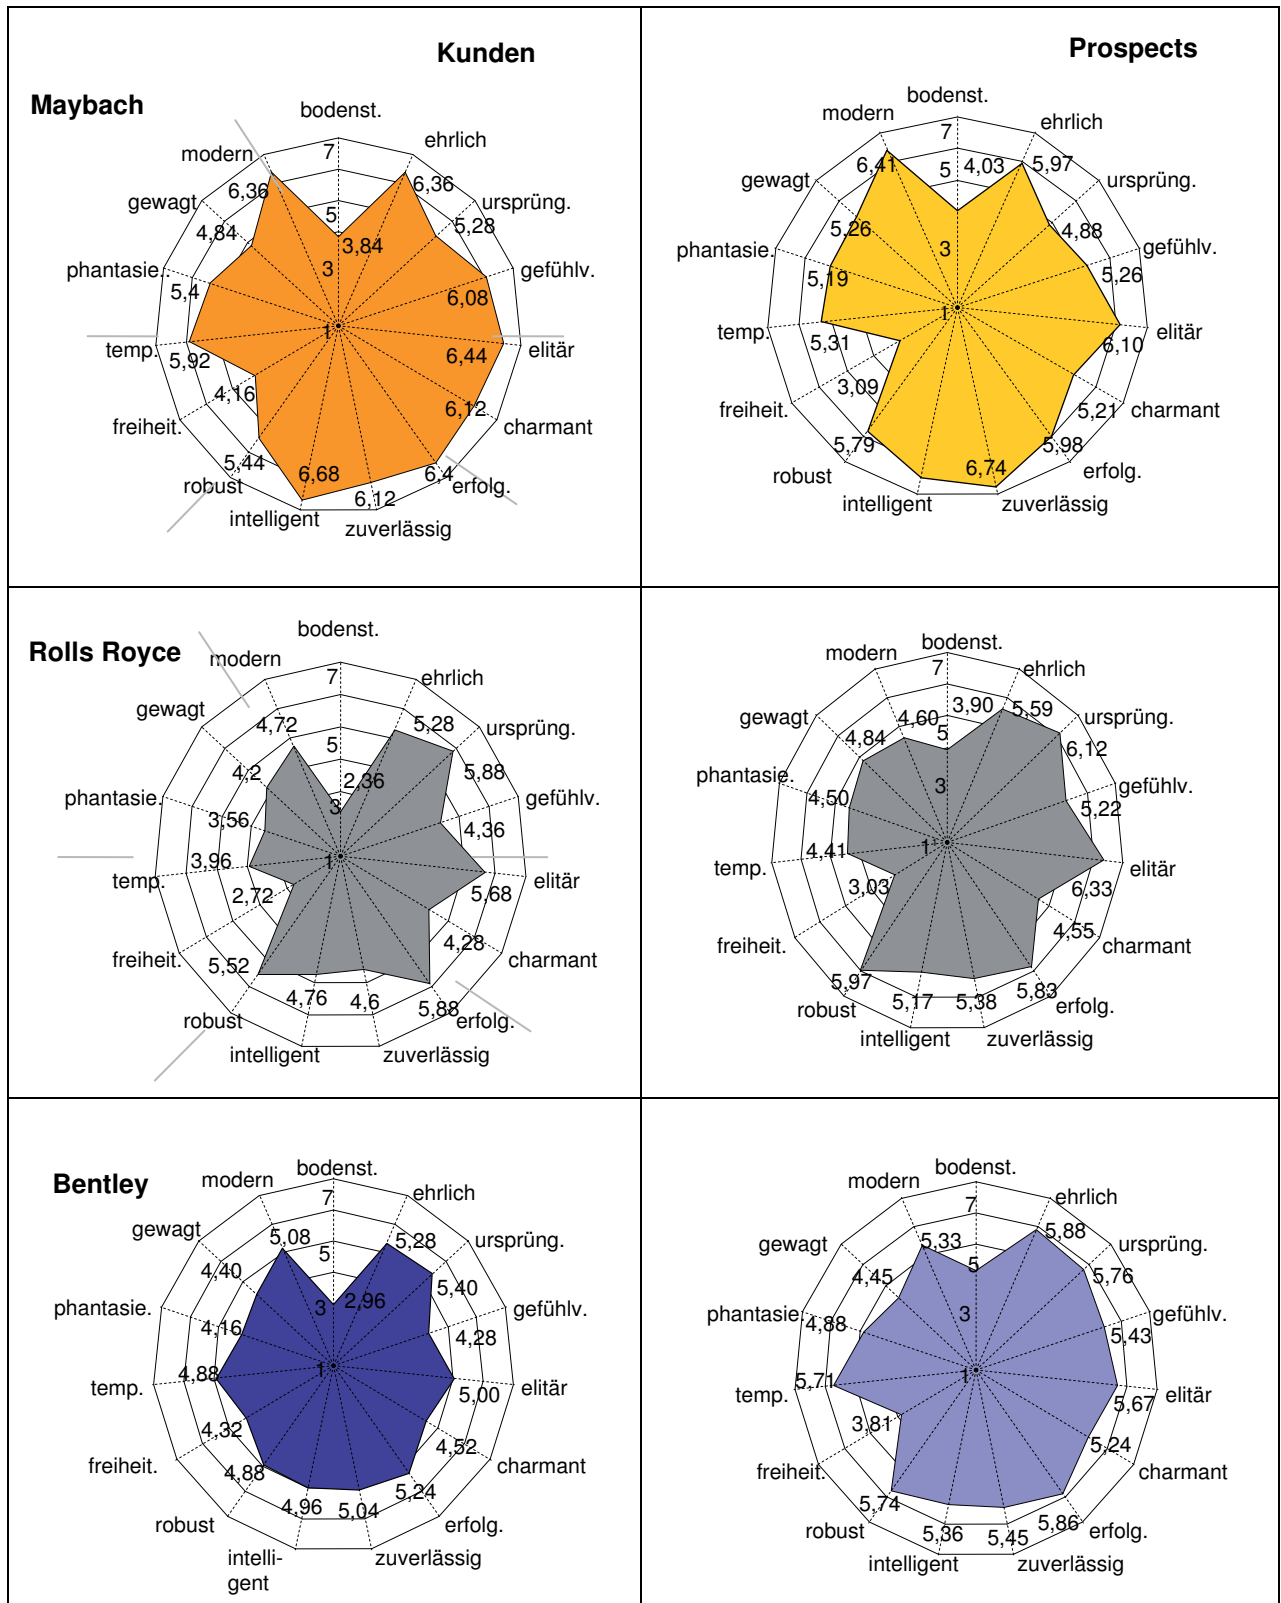 Kunden
Prospects
Maybach
bodenst.
modern
ehrlich
7
6,36
6,36
gewagt
ursprüng.
5
5,28
4,84
3,84
phantasie..
gefühlv.
3
5,4
6,08
1
temp.
elitär
5,92
6,44
4,16
6,12
freiheit.
charmant
5,44
6,68
6,4
robust
erfolg.
6,12
intelligent
zuverlässig
bodenst.
modern
ehrlich
7
6,41
5
4,03
5,97
gewagt
ursprüng.
5,26
4,88
phantasie.
3
gefühlv.
5,19
5,26
1
temp.
elitär
5,31
6,10
3,09
5,21
freiheit.
charmant
5,79
5,98
robust
6,74
erfolg.
intelligent
zuverlässig
Rolls Royce
bodenst.
modern
ehrlich
7
gewagt
4,72
5,28
ursprüng.
5
4,2
2,36
5,88
phantasie.
gefühlv.
3,56
3
4,36
3,96
1
temp.
elitär
2,72
5,68
4,28
freiheit.
charmant
5,52
4,76
4,6
5,88
robust
erfolg.
intelligent
zuverlässig
bodenst.
modern
ehrlich
7
gewagt
4,60
3,90
5,59
ursprüng.
4,84
5
6,12
phantasie.
3
gefühlv.
4,50
5,22
4,41
1
temp.
elitär
3,03
6,33
4,55
freiheit.
charmant
5,97
5,83
robust
5,17
5,38
erfolg.
intelligent
zuverlässig
Bentley
bodenst.
modern
ehrlich
7
gewagt
5,08
5
5,28
ursprüng.
4,40
5,40
phantasie.
3
2,96
gefühlv.
4,16
4,28
4,88
1
temp.
elitär
5,00
4,32
4,52
freiheit.
charmant
4,88
5,24
4,96
5,04
robust
erfolg.
intelli-
gent
zuverlässig
bodenst.
modern
ehrlich
7
gewagt
5,33
5,88
ursprüng.
4,45
5
5,76
phantasie.
3
gefühlv.
4,88
5,43
5,71
1
temp.
elitär
5,67
3,81
5,24
freiheit.
charmant
5,74
5,86
robust
5,36
5,45
erfolg.
intelligent
zuverlässig